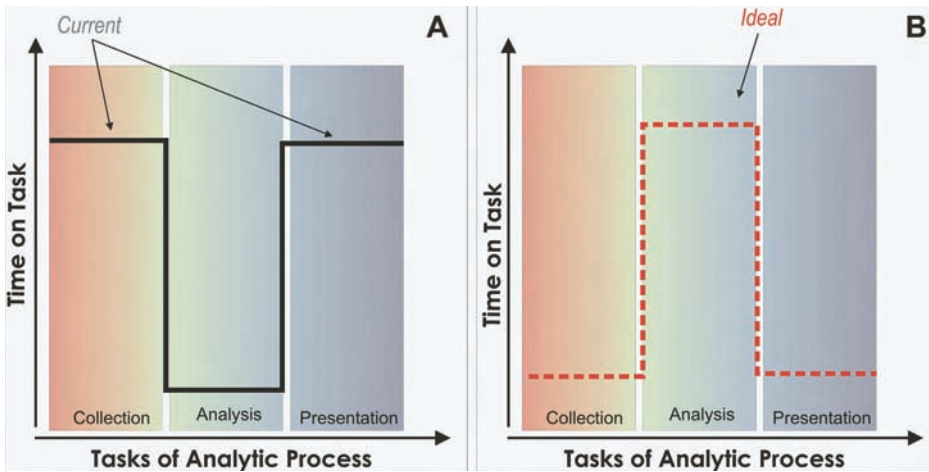 Current
A
Time on Task
Collection
Analysis
Presentation
Tasks of Analytic Process
Ideal
B
Time on Task
Collection
Analysis
Presentation
Tasks of Analytic Process